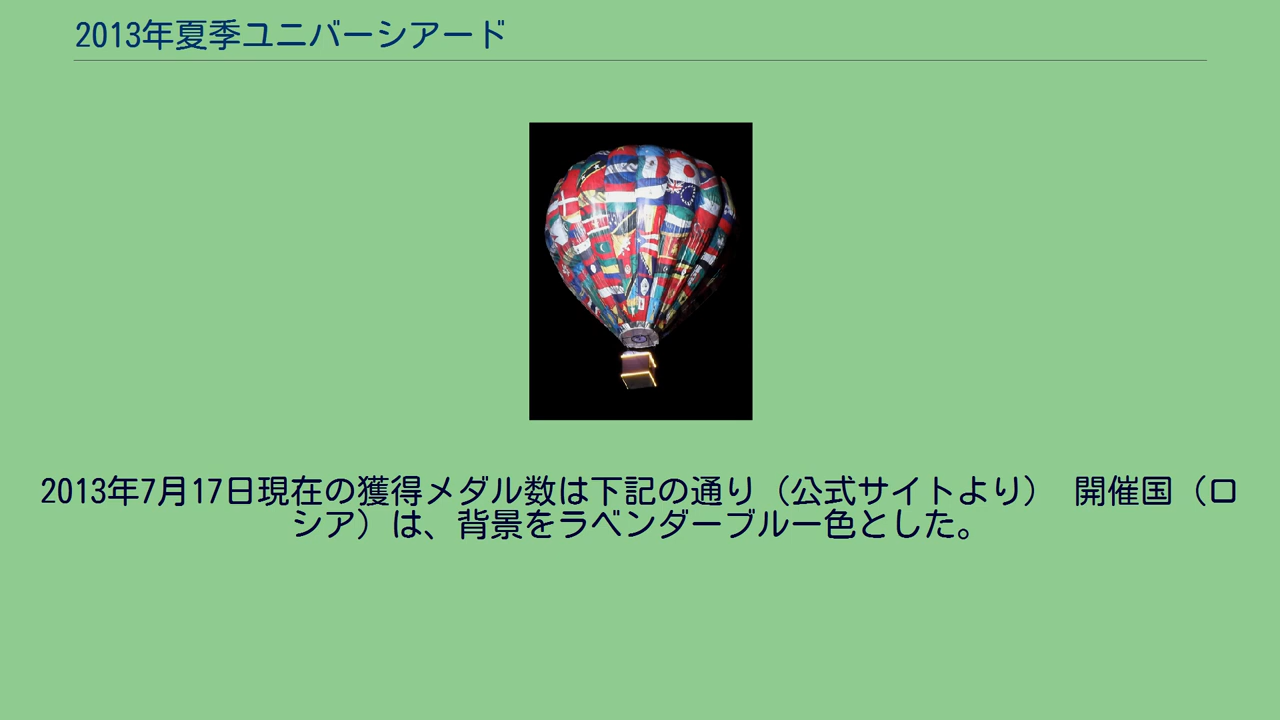 2013年夏季ユニバーシアード
2013年7月17日現在の獲得メダル数は下記の通り（公式サイトより）　開催国（ロ
シア）は、背景をラベンダーブルー色とした。